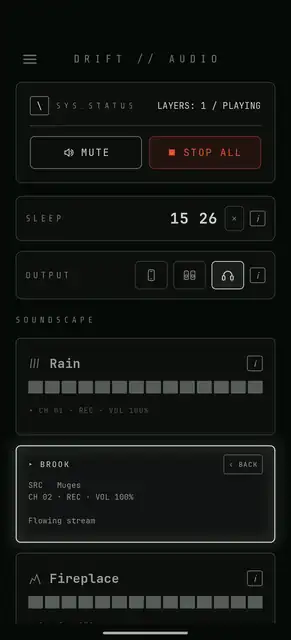 DRIFT // AUDIO
\ SYS_STATUS LAYERS: 1 / PLAYING
MUTE STOP ALL
SLEEP 15 26 × i
OUTPUT i
SOUNDSCAPE
Rain i
• CH 01 · REC · VOL 100%
▸ BROOK ‹ BACK
SRC Muges
CH 02 · REC · VOL 100%
Flowing stream
Fireplace i